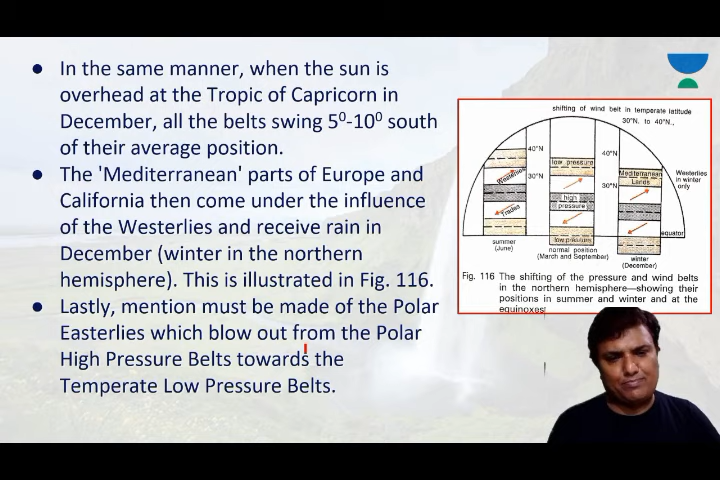 ● In the same manner, when the sun is
overhead at the Tropic of Capricorn in
December, all the belts swing 5⁰-10⁰ south
of their average position.
● The 'Mediterranean' parts of Europe and
California then come under the influence
of the Westerlies and receive rain in
December (winter in the northern
hemisphere). This is illustrated in Fig. 116.
● Lastly, mention must be made of the Polar
Easterlies which blow out from the Polar
High Pressure Belts towards the
Temperate Low Pressure Belts.
shifting of wind belt in temperate latitude
30°N. to 40°N.,
40°N
30°N
Westerlies
Trades
summer
(June)
low pressure
high
pressure
low pressure
normal position
(March and September)
40°N
30°N
Mediterranean
Lands
Westerlies
in winter
only
equator
winter
(December)
Fig. 116 The shifting of the pressure and wind belts
in the northern hemisphere—showing their
positions in summer and winter and at the
equinoxes